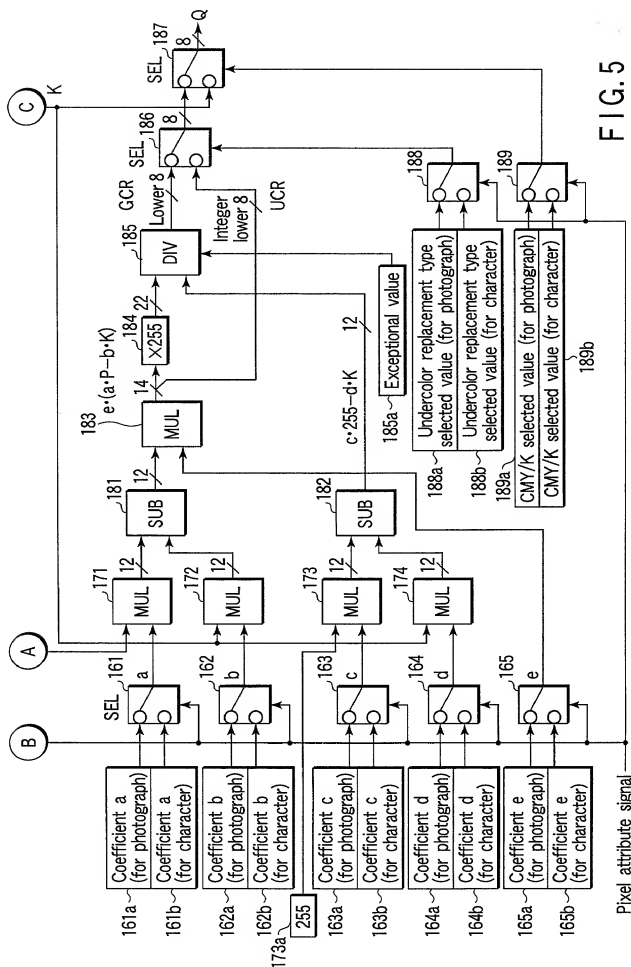 B
A
C
K
Coefficient a
(for photograph)
Coefficient a
(for character)
161a
161b
SEL
161
a
Coefficient b
(for photograph)
Coefficient b
(for character)
162a
162b
162
b
255
173a
Coefficient c
(for photograph)
Coefficient c
(for character)
163a
163b
163
c
Coefficient d
(for photograph)
Coefficient d
(for character)
164a
164b
164
d
Coefficient e
(for photograph)
Coefficient e
(for character)
165a
165b
165
e
Pixel attribute signal
171
MUL
12
172
MUL
12
173
MUL
12
174
MUL
12
181
SUB
12
182
SUB
c•255–d•K
12
183
MUL
e•(a•P–b•K)
14
184
X255
22
185
DIV
GCR
Lower 8
Integer
lower 8
UCR
185a
Exceptional value
SEL
186
8
SEL
187
8
Q
188a
Undercolor replacement type
selected value (for photograph)
Undercolor replacement type
selected value (for character)
188b
188
189a
CMY/K selected value (for photograph)
CMY/K selected value (for character)
189b
189
FIG. 5